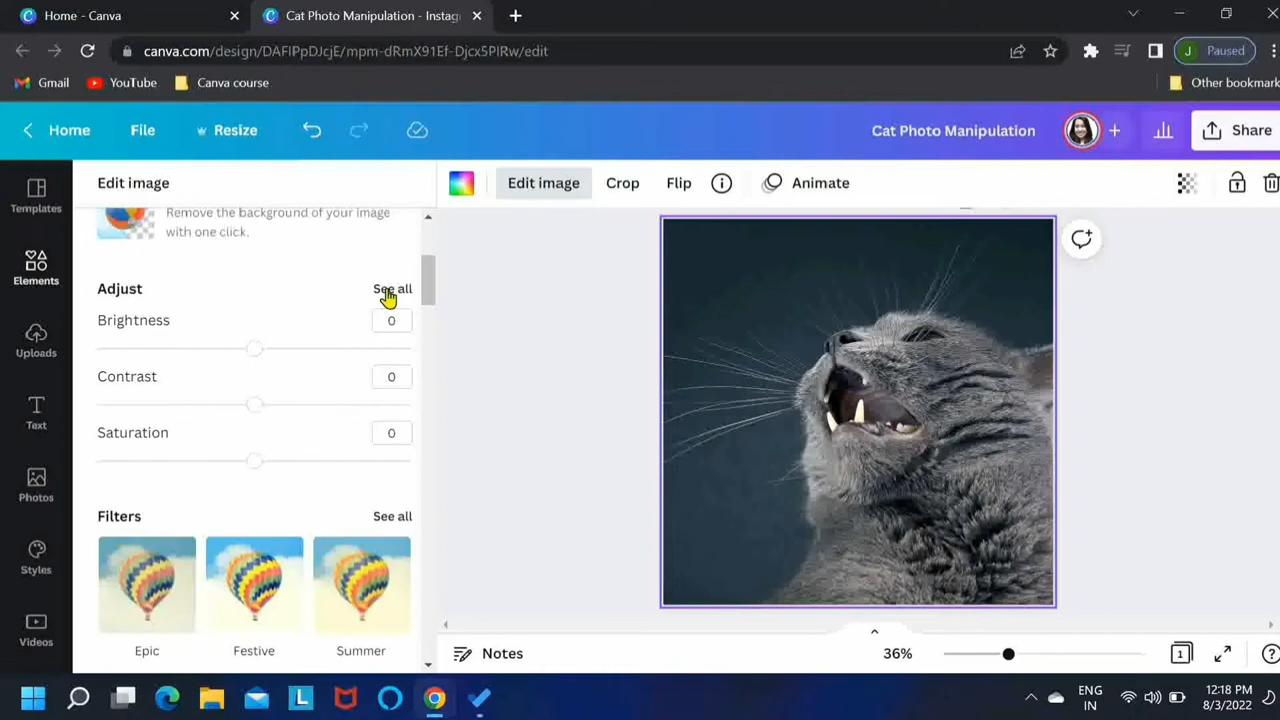 Home - Canva
Cat Photo Manipulation - Instag
canva.com/design/DAFIPpDJcjE/mpm-dRmX91Ef-Djcx5PIRw/edit
J Paused
Gmail YouTube Canva course Other bookmark
Home File Resize Cat Photo Manipulation Share
Edit image
Edit image Crop Flip Animate
Templates
Elements
Uploads
Text
Photos
Styles
Videos
Remove the background of your image
with one click.
Adjust See all
Brightness 0
Contrast 0
Saturation 0
Filters See all
Epic Festive Summer
Notes 36% 1
ENG
IN
12:18 PM
8/3/2022